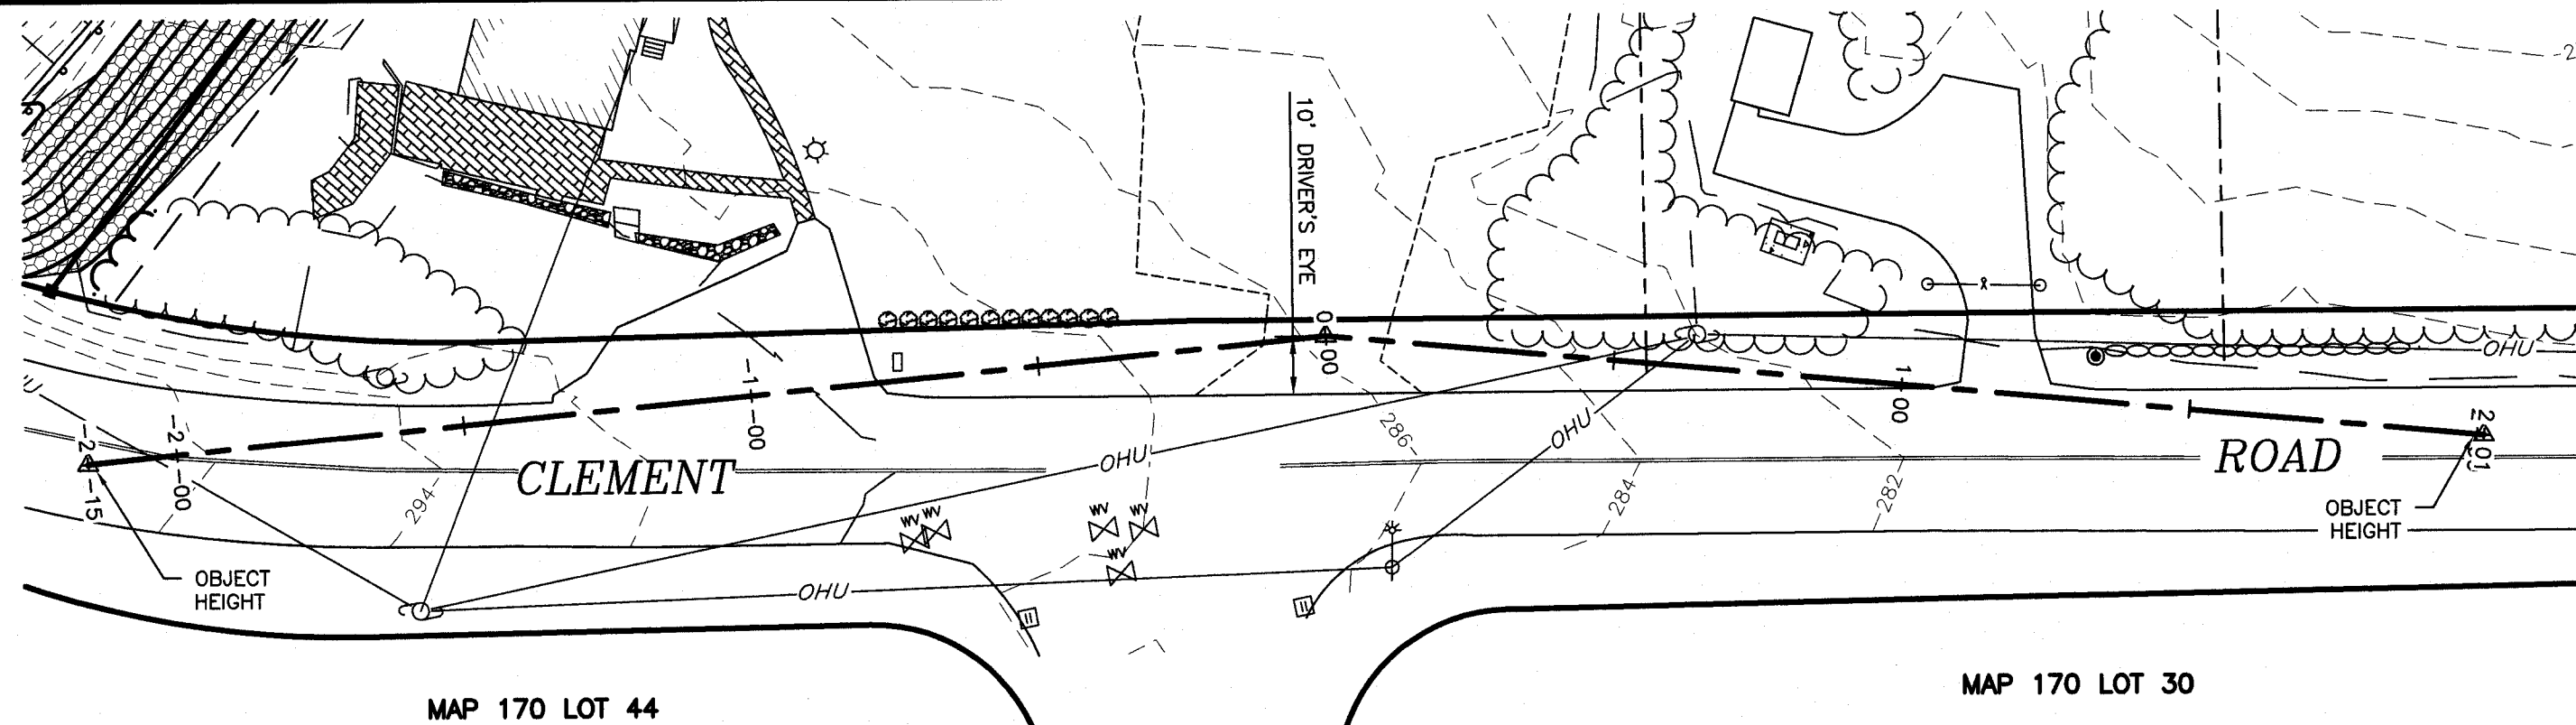 10' DRIVER'S EYE
0+00
286
1+00
OHU
OHU
OHU
OHU
-1+00
-2+00
-2+15
294
CLEMENT
ROAD
284
282
WV
WV
WV
WV
WV
OBJECT
HEIGHT
OBJECT
HEIGHT
MAP 170 LOT 44
MAP 170 LOT 30